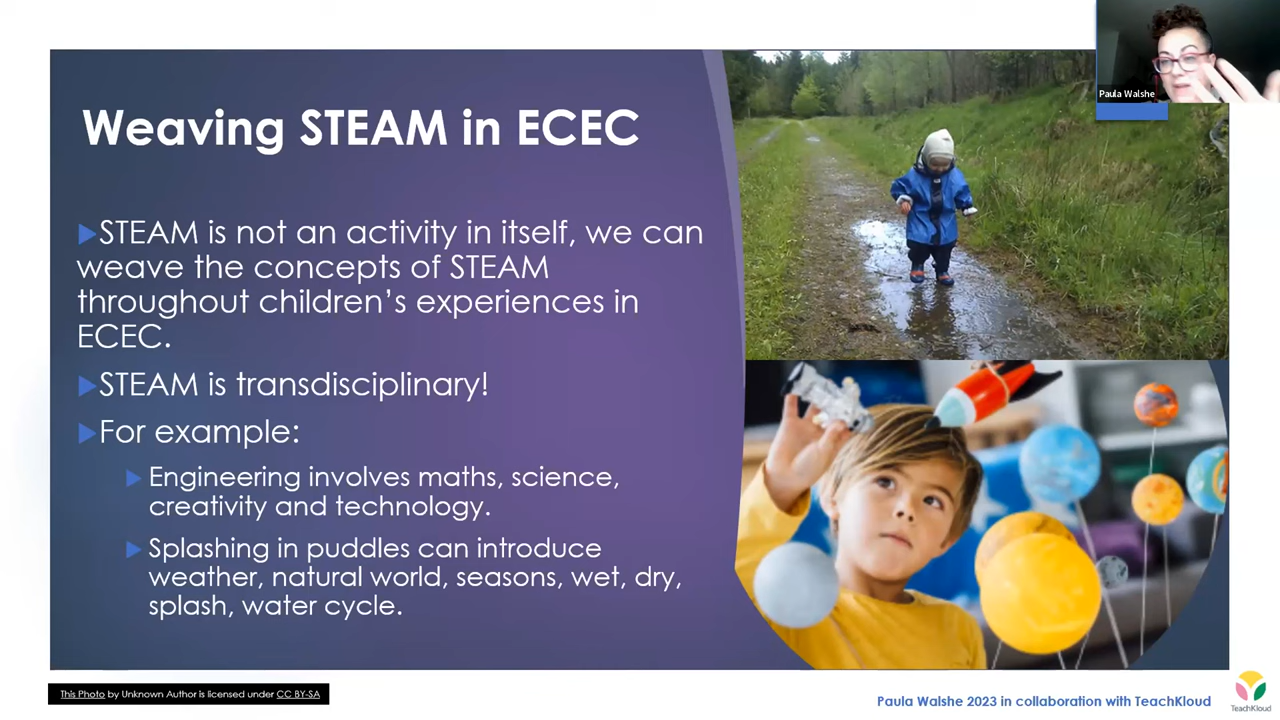 Paula Walshe
Weaving STEAM in ECEC
STEAM is not an activity in itself, we can
weave the concepts of STEAM
throughout children’s experiences in
ECEC.
STEAM is transdisciplinary!
For example:
Engineering involves maths, science,
creativity and technology.
Splashing in puddles can introduce
weather, natural world, seasons, wet, dry,
splash, water cycle.
This Photo by Unknown Author is licensed under CC BY-SA
Paula Walshe 2023 in collaboration with TeachKloud
TeachKloud